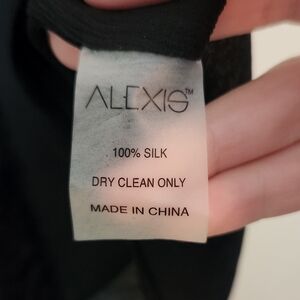 ALEXIS™
100% SILK
DRY CLEAN ONLY
MADE IN CHINA